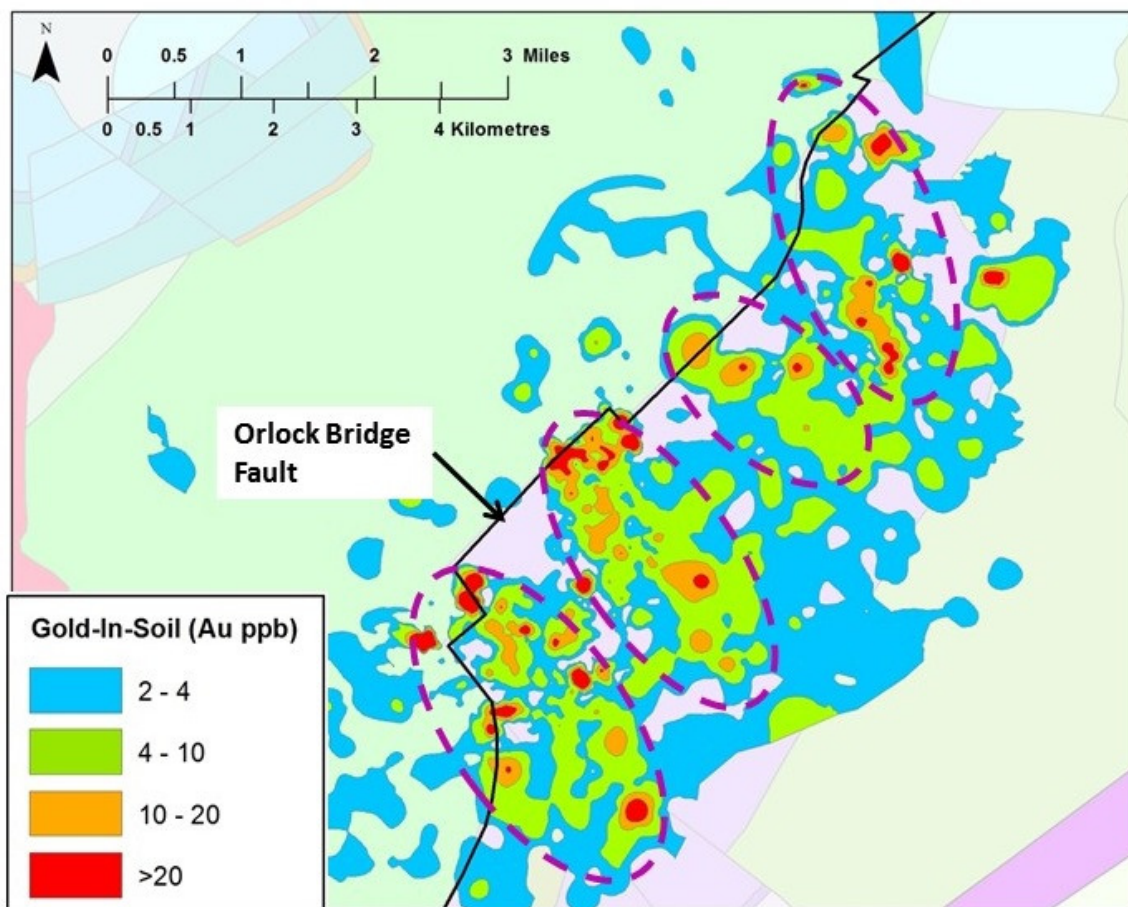 N
0 0.5 1 2 3 Miles
0 0.5 1 2 3 4 Kilometres
Orlock Bridge
Fault
Gold-In-Soil (Au ppb)
2 - 4
4 - 10
10 - 20
>20